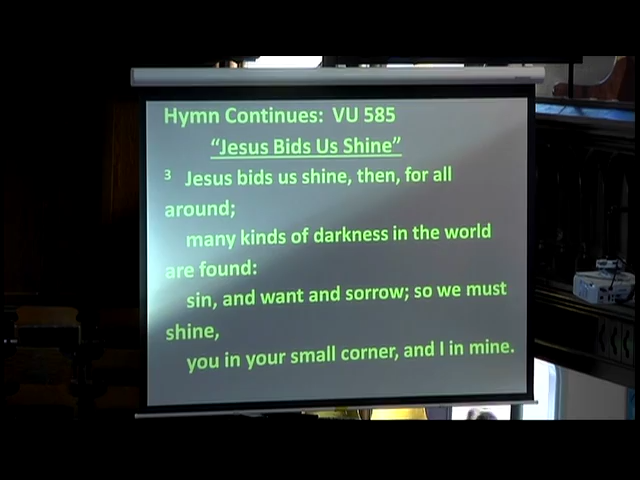 Hymn Continues: VU 585
“Jesus Bids Us Shine”
3 Jesus bids us shine, then, for all
around;
many kinds of darkness in the world
are found:
sin, and want and sorrow; so we must
shine,
you in your small corner, and I in mine.